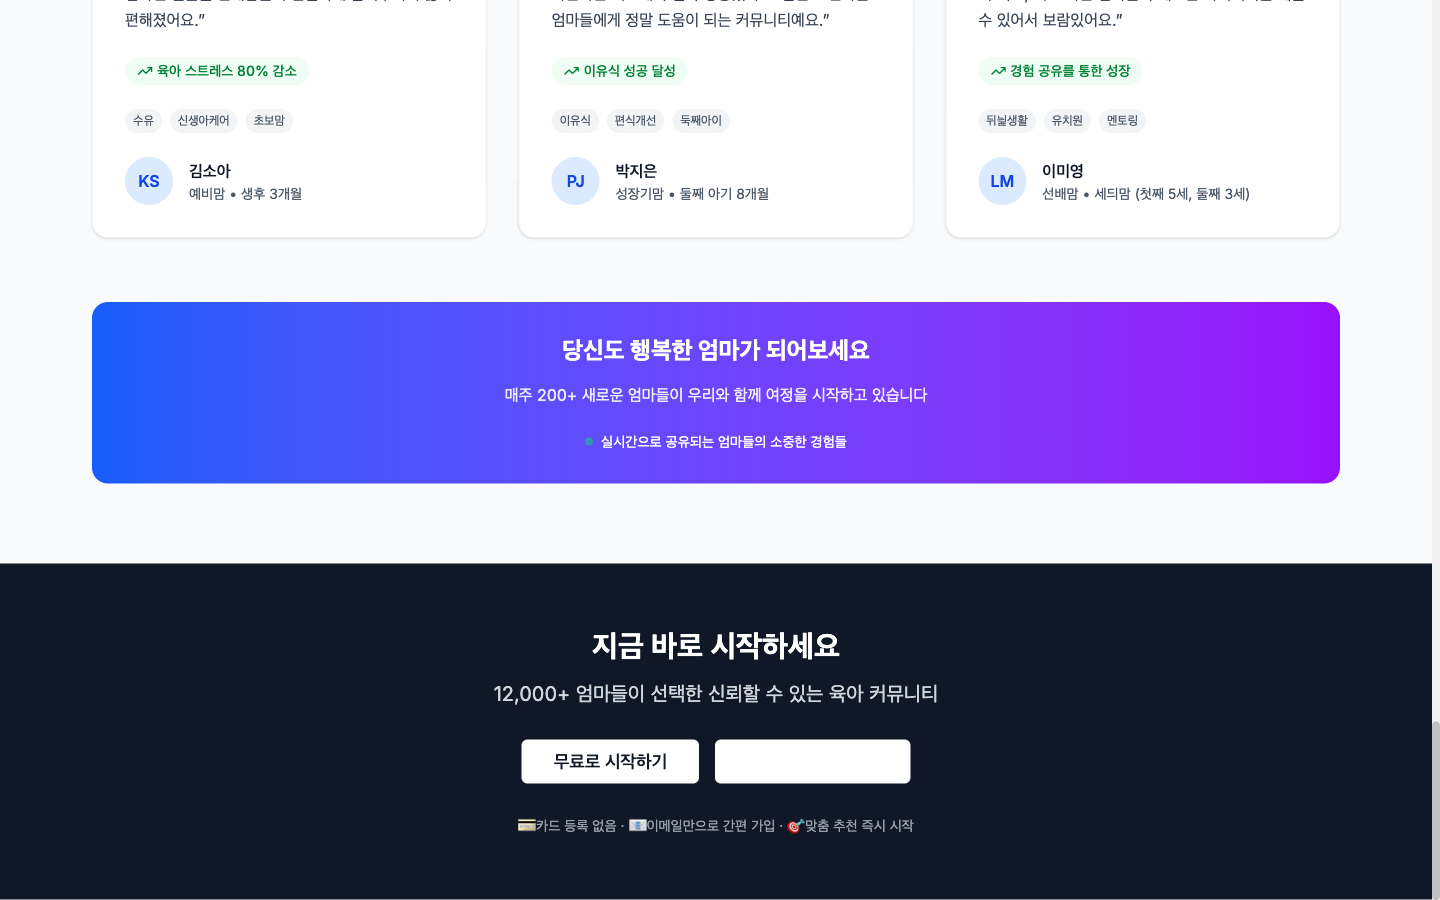 편해졌어요.”
엄마들에게 정말 도움이 되는 커뮤니티예요.”
수 있어서 보람있어요.”
육아 스트레스 80% 감소
이유식 성공 달성
경험 공유를 통한 성장
수유 신생아케어 초보맘
이유식 편식개선 둑째아이
뒤눫생활 유치원 멘토링
KS
김소아
예비맘 • 생후 3개월
PJ
박지은
성장기맘 • 둘째 아기 8개월
LM
이미영
선배맘 • 세듸맘 (첫째 5세, 둘째 3세)
당신도 행복한 엄마가 되어보세요
매주 200+ 새로운 엄마들이 우리와 함께 여정을 시작하고 있습니다
실시간으로 공유되는 엄마들의 소중한 경험들
지금 바로 시작하세요
12,000+ 엄마들이 선택한 신뢰할 수 있는 육아 커뮤니티
무료로 시작하기
💳카드 등록 없음 · 📧이메일만으로 간편 가입 · 🎯맞춤 추천 즉시 시작